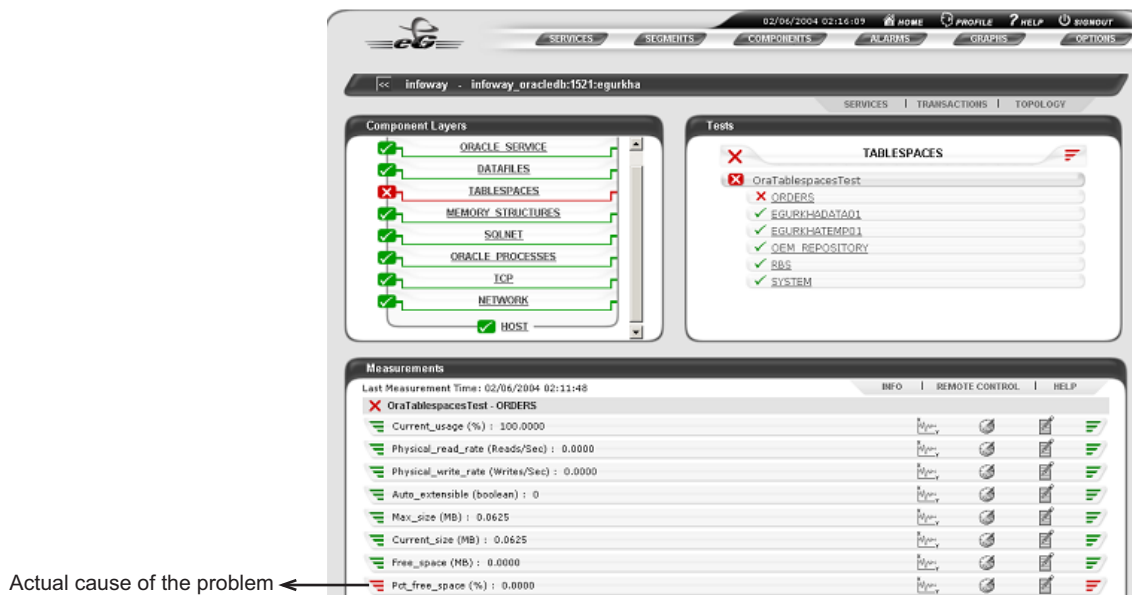 02/06/2004 02:16:09 HOME PROFILE ? HELP SIGNOUT
eG
SERVICES SEGMENTS COMPONENTS ALARMS GRAPHS OPTIONS
<< infoway - infoway_oracledb:1521:egurkha
SERVICES | TRANSACTIONS | TOPOLOGY
Component Layers
ORACLE SERVICE
DATAFILES
TABLESPACES
MEMORY STRUCTURES
SQLNET
ORACLE PROCESSES
TCP
NETWORK
HOST
Tests
TABLESPACES
OraTablespacesTest
ORDERS
EGURKHADATA01
EGURKHATEMP01
OEM_REPOSITORY
RBS
SYSTEM
Measurements
Last Measurement Time: 02/06/2004 02:11:48
INFO | REMOTE CONTROL | HELP
OraTablespacesTest - ORDERS
Current_usage (%) : 100.0000
Physical_read_rate (Reads/Sec) : 0.0000
Physical_write_rate (Writes/Sec) : 0.0000
Auto_extensible (boolean) : 0
Max_size (MB) : 0.0625
Current_size (MB) : 0.0625
Free_space (MB) : 0.0000
Pct_free_space (%) : 0.0000
Actual cause of the problem